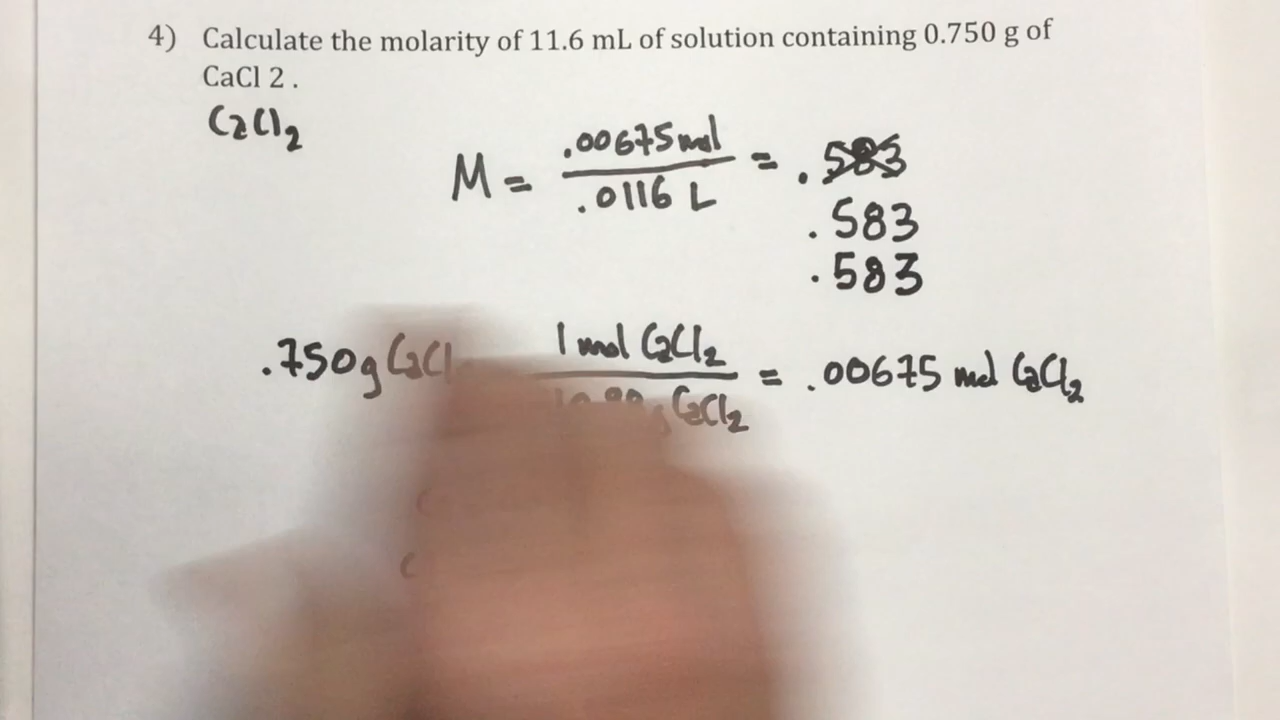 4) Calculate the molarity of 11.6 mL of solution containing 0.750 g of
CaCl 2 .
CaCl₂
M = .00675 mol / .0116 L = .583
.583
.583
.750g CaCl 1 mol CaCl₂ / g CaCl₂ = .00675 mol CaCl₂